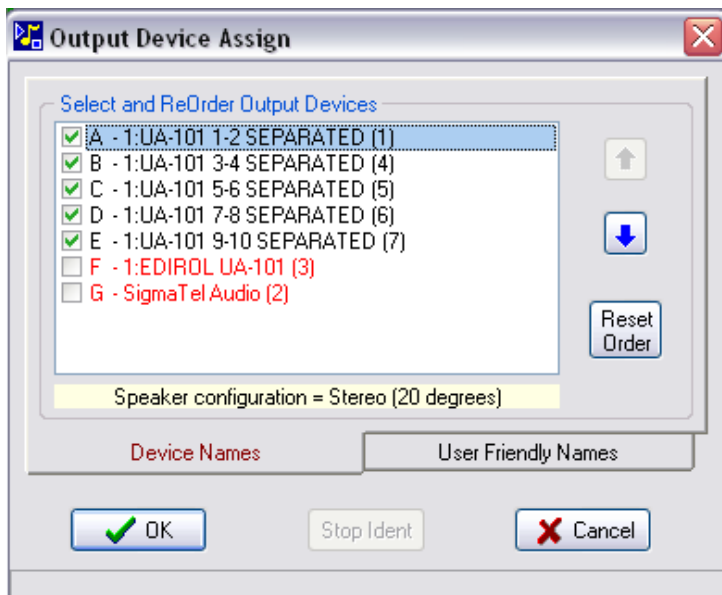 Output Device Assign
Select and ReOrder Output Devices
A - 1:UA-101 1-2 SEPARATED (1)
B - 1:UA-101 3-4 SEPARATED (4)
C - 1:UA-101 5-6 SEPARATED (5)
D - 1:UA-101 7-8 SEPARATED (6)
E - 1:UA-101 9-10 SEPARATED (7)
F - 1:EDIROL UA-101 (3)
G - SigmaTel Audio (2)
Reset
Order
Speaker configuration = Stereo (20 degrees)
Device Names
User Friendly Names
OK
Stop Ident
Cancel